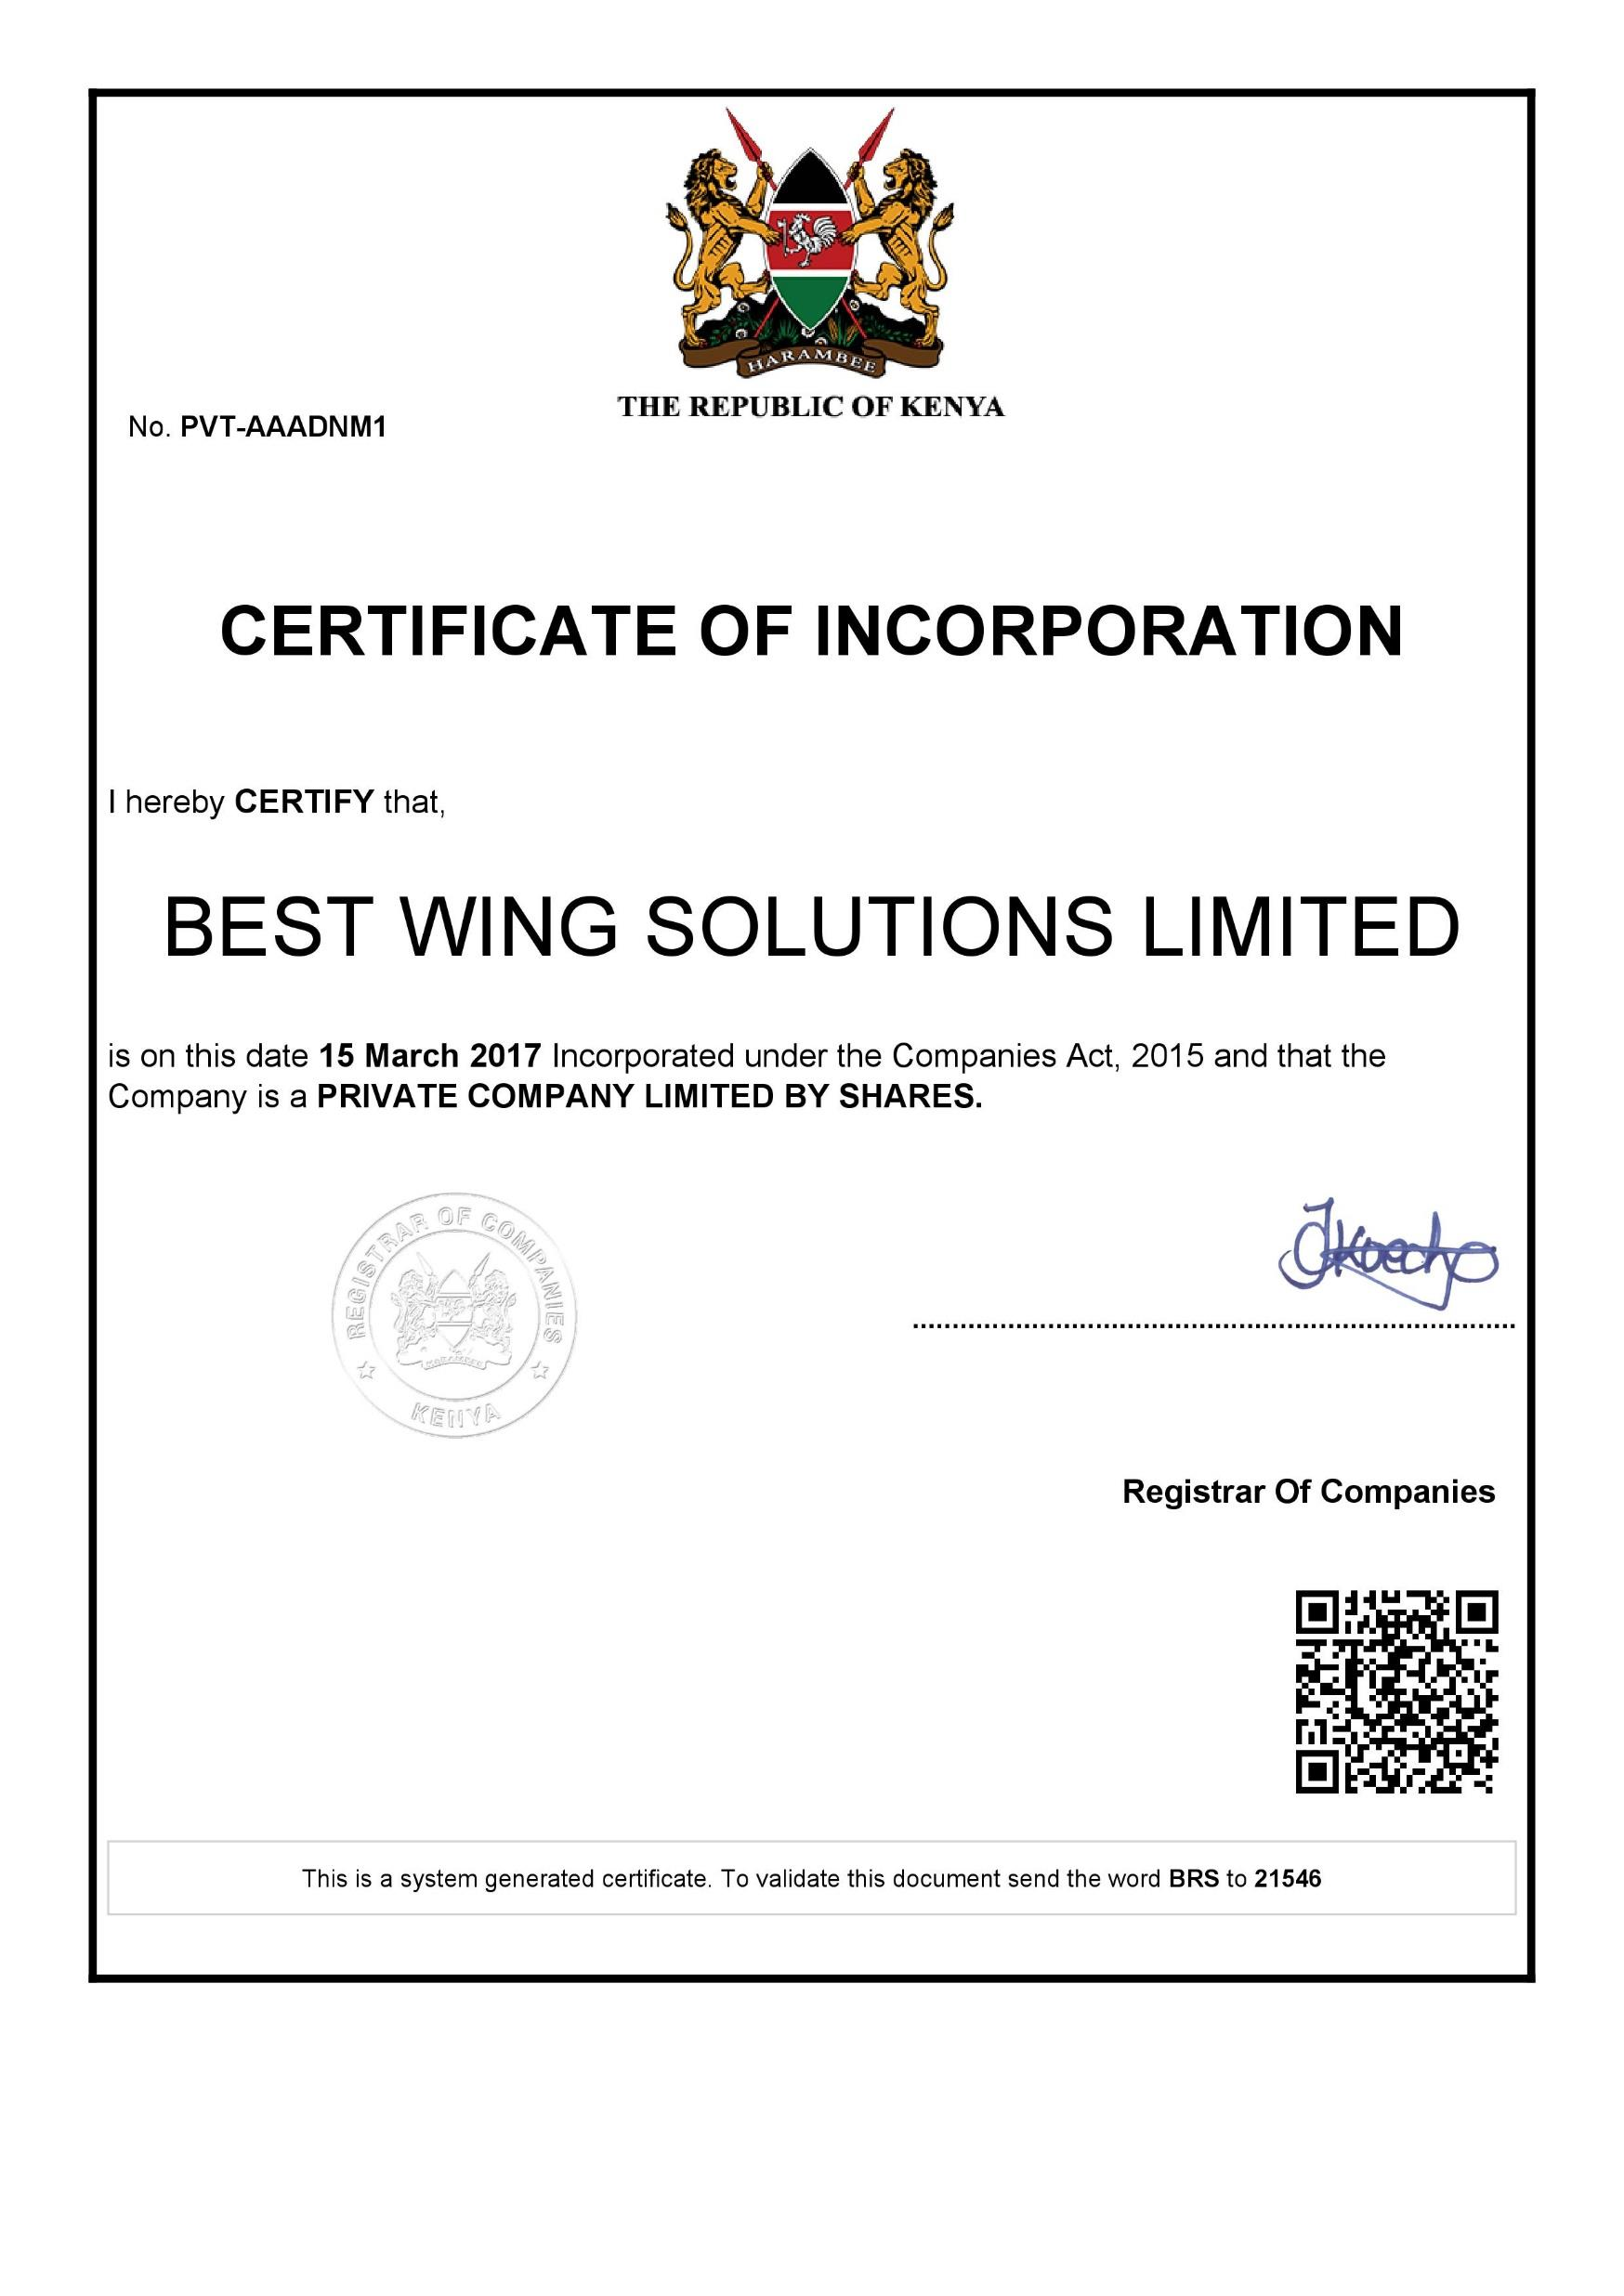 HARAMBEE
THE REPUBLIC OF KENYA
No. PVT-AAADNM1
CERTIFICATE OF INCORPORATION
I hereby CERTIFY that,
BEST WING SOLUTIONS LIMITED
is on this date 15 March 2017 Incorporated under the Companies Act, 2015 and that the
Company is a PRIVATE COMPANY LIMITED BY SHARES.
REGISTRAR OF COMPANIES
HARAMBEE
KENYA
Registrar Of Companies
This is a system generated certificate. To validate this document send the word BRS to 21546